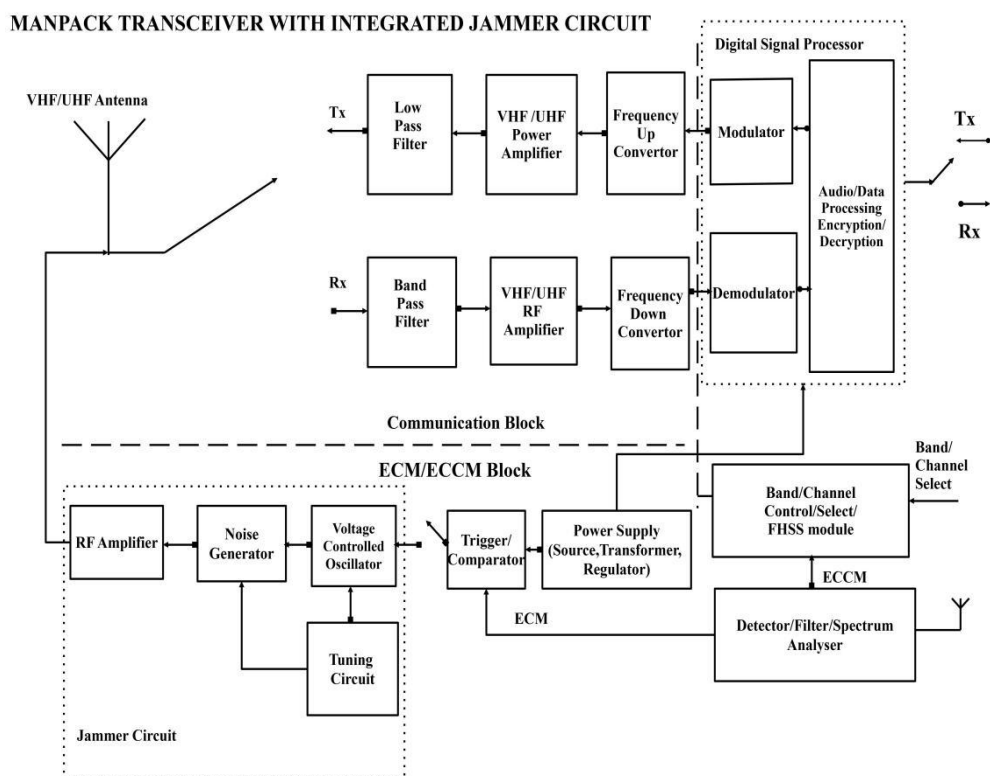 MANPACK TRANSCEIVER WITH INTEGRATED JAMMER CIRCUIT
VHF/UHF Antenna
Tx
Low
Pass
Filter
VHF /UHF
Power
Amplifier
Frequency
Up
Convertor
Digital Signal Processor
Modulator
Audio/Data
Processing
Encryption/
Decryption
Tx
Rx
Rx
Band
Pass
Filter
VHF/UHF
RF
Amplifier
Frequency
Down
Convertor
Demodulator
Communication Block
ECM/ECCM Block
RF Amplifier
Noise
Generator
Voltage
Controlled
Oscillator
Trigger/
Comparator
Power Supply
(Source,Transformer,
Regulator)
Band/Channel
Control/Select/
FHSS module
Band/
Channel
Select
ECCM
ECM
Detector/Filter/Spectrum
Analyser
Tuning
Circuit
Jammer Circuit